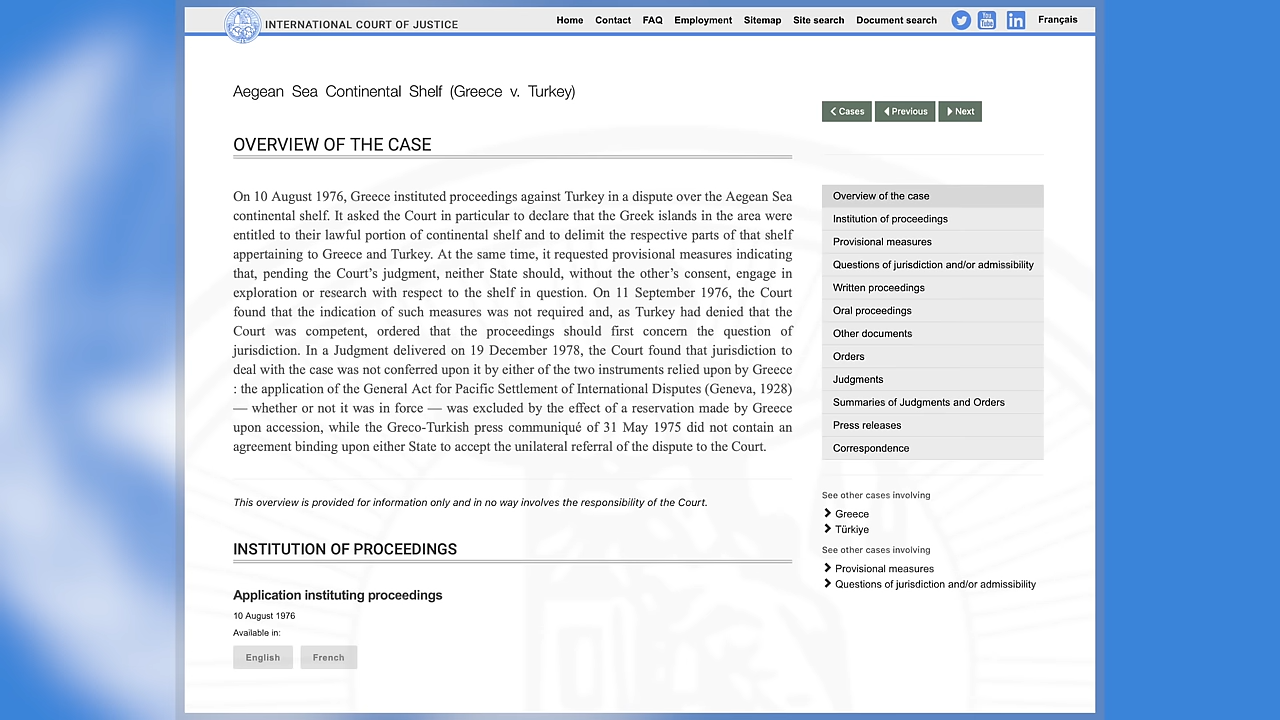 INTERNATIONAL COURT OF JUSTICE
Home Contact FAQ Employment Sitemap Site search Document search You Tube in Français
Aegean Sea Continental Shelf (Greece v. Turkey)
Cases Previous Next
OVERVIEW OF THE CASE
On 10 August 1976, Greece instituted proceedings against Turkey in a dispute over the Aegean Sea
continental shelf. It asked the Court in particular to declare that the Greek islands in the area were
entitled to their lawful portion of continental shelf and to delimit the respective parts of that shelf
appertaining to Greece and Turkey. At the same time, it requested provisional measures indicating
that, pending the Court’s judgment, neither State should, without the other’s consent, engage in
exploration or research with respect to the shelf in question. On 11 September 1976, the Court
found that the indication of such measures was not required and, as Turkey had denied that the
Court was competent, ordered that the proceedings should first concern the question of
jurisdiction. In a Judgment delivered on 19 December 1978, the Court found that jurisdiction to
deal with the case was not conferred upon it by either of the two instruments relied upon by Greece
: the application of the General Act for Pacific Settlement of International Disputes (Geneva, 1928)
— whether or not it was in force — was excluded by the effect of a reservation made by Greece
upon accession, while the Greco-Turkish press communiqué of 31 May 1975 did not contain an
agreement binding upon either State to accept the unilateral referral of the dispute to the Court.
This overview is provided for information only and in no way involves the responsibility of the Court.
INSTITUTION OF PROCEEDINGS
Application instituting proceedings
10 August 1976
Available in:
English French
Overview of the case
Institution of proceedings
Provisional measures
Questions of jurisdiction and/or admissibility
Written proceedings
Oral proceedings
Other documents
Orders
Judgments
Summaries of Judgments and Orders
Press releases
Correspondence
See other cases involving
Greece
Türkiye
See other cases involving
Provisional measures
Questions of jurisdiction and/or admissibility